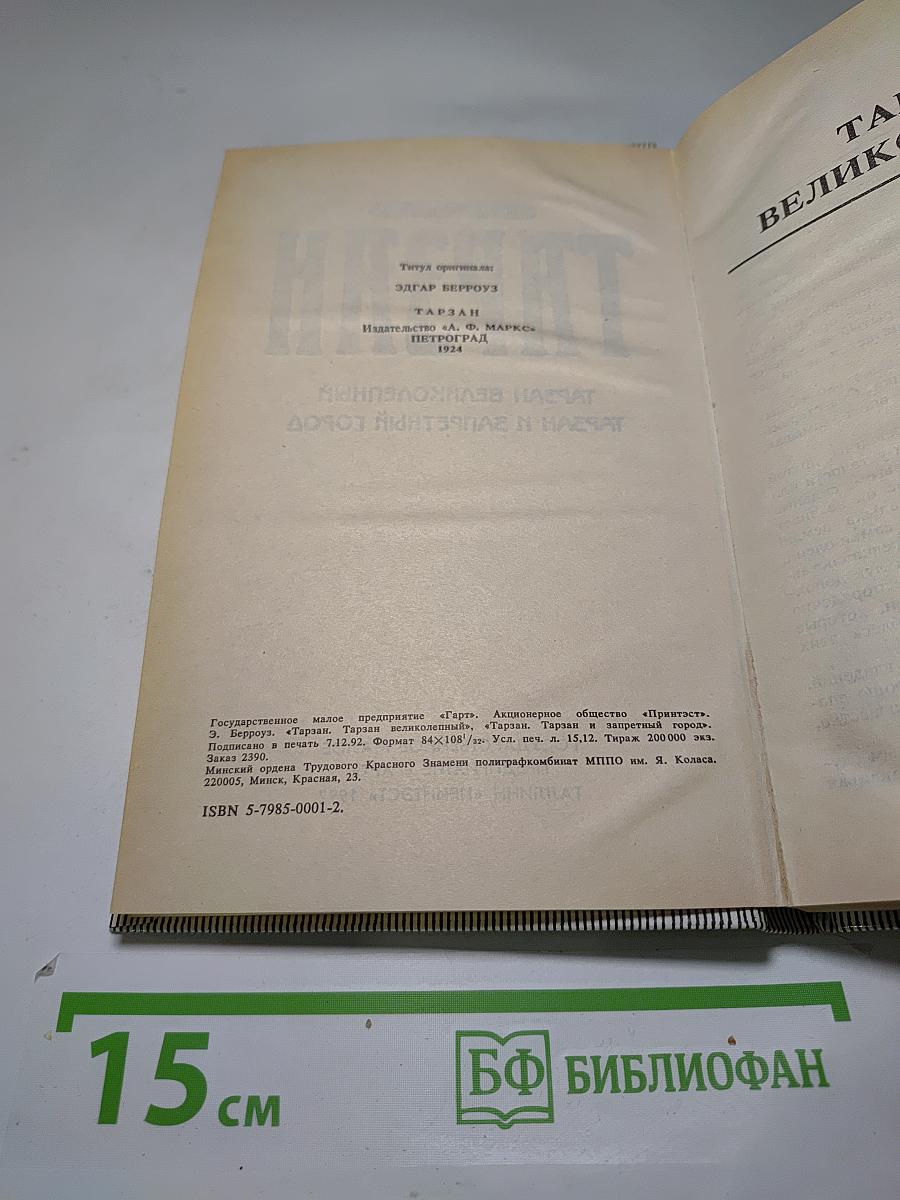 Титул оригинала:
ЭДГАР БЕРРОУЗ
ТАРЗАН
Издательство «А. Ф. МАРКС»
ПЕТРОГРАД
1924
Государственное малое предприятие «Гарт». Акционерное общество «Принтэст».
Э. Берроуз. «Тарзан. Тарзан великолепный», «Тарзан. Тарзан и запретный город».
Подписано в печать 7.12.92. Формат 84×108¹/₃₂. Усл. печ. л. 15,12. Тираж 200 000 экз.
Заказ 2390.
Минский ордена Трудового Красного Знамени полиграфкомбинат МППО им. Я. Коласа.
220005, Минск, Красная, 23.
ISBN 5-7985-0001-2.
15 см
БФ БИБЛИОФАН